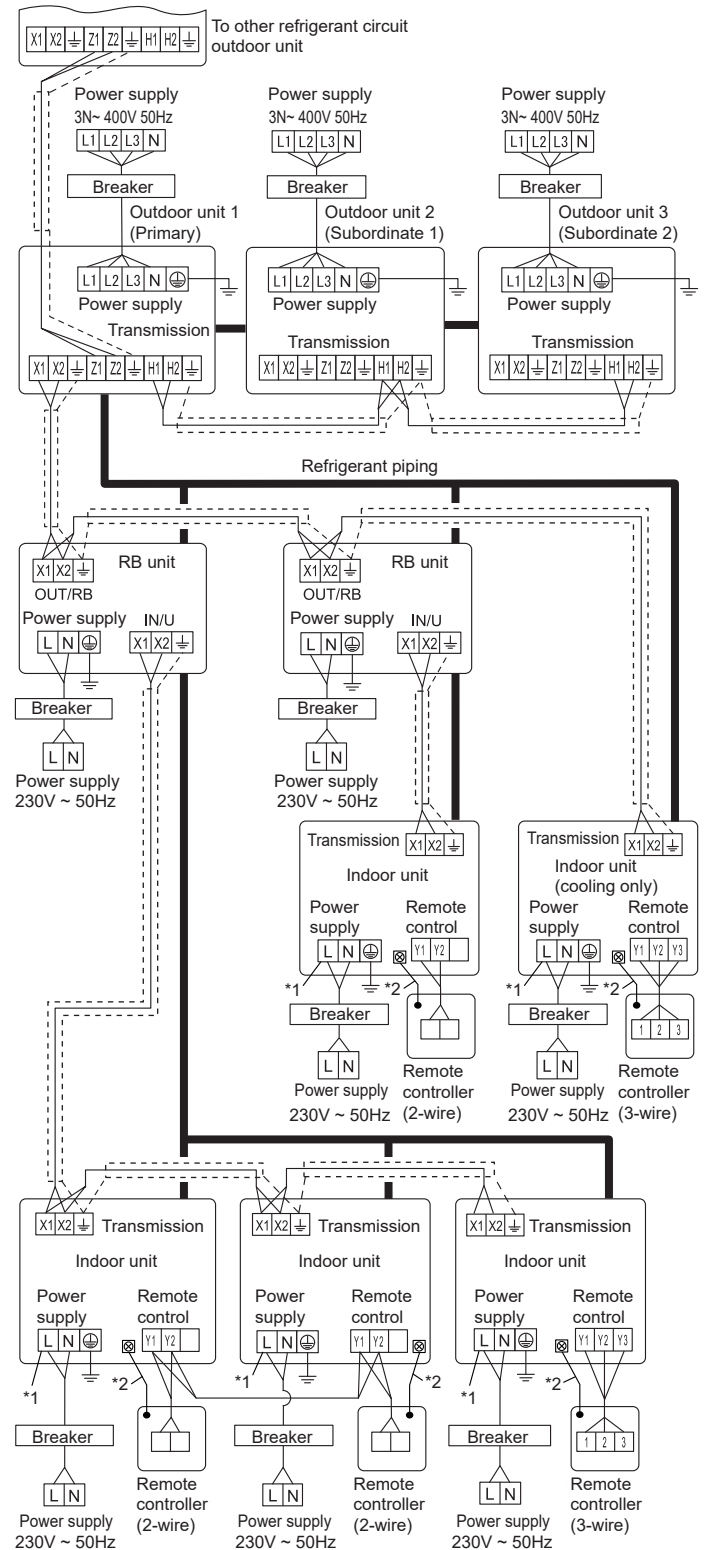 X1 X2 Z1 Z2 H1 H2
To other refrigerant circuit
outdoor unit
Power supply
3N~ 400V 50Hz
L1 L2 L3 N
Breaker
Outdoor unit 1
(Primary)
L1 L2 L3 N
Power supply
Transmission
X1 X2 Z1 Z2 H1 H2
Power supply
3N~ 400V 50Hz
L1 L2 L3 N
Breaker
Outdoor unit 2
(Subordinate 1)
L1 L2 L3 N
Power supply
Transmission
X1 X2 Z1 Z2 H1 H2
Power supply
3N~ 400V 50Hz
L1 L2 L3 N
Breaker
Outdoor unit 3
(Subordinate 2)
L1 L2 L3 N
Power supply
Transmission
X1 X2 Z1 Z2 H1 H2
Refrigerant piping
X1 X2
OUT/RB
RB unit
Power supply
L N
IN/U
X1 X2
Breaker
L N
Power supply
230V ~ 50Hz
X1 X2
OUT/RB
RB unit
Power supply
L N
IN/U
X1 X2
Breaker
L N
Power supply
230V ~ 50Hz
Transmission X1 X2
Indoor unit
Power
supply
L N
Remote
control
Y1 Y2
*1
*2
Breaker
L N
Power supply
230V ~ 50Hz
Remote
controller
(2-wire)
Transmission X1 X2
Indoor unit
(cooling only)
Power
supply
L N
Remote
control
Y1 Y2 Y3
*1
*2
Breaker
1 2 3
L N
Power supply
230V ~ 50Hz
Remote
controller
(3-wire)
X1 X2 Transmission
Indoor unit
Power
supply
L N
Remote
control
Y1 Y2
*1
*2
Breaker
L N
Power supply
230V ~ 50Hz
Remote
controller
(2-wire)
X1 X2 Transmission
Indoor unit
Power
supply
L N
Remote
control
Y1 Y2
*1
*2
Breaker
L N
Power supply
230V ~ 50Hz
Remote
controller
(2-wire)
X1 X2 Transmission
Indoor unit
Power
supply
L N
Remote
control
Y1 Y2 Y3
*1
*2
Breaker
1 2 3
L N
Power supply
230V ~ 50Hz
Remote
controller
(3-wire)